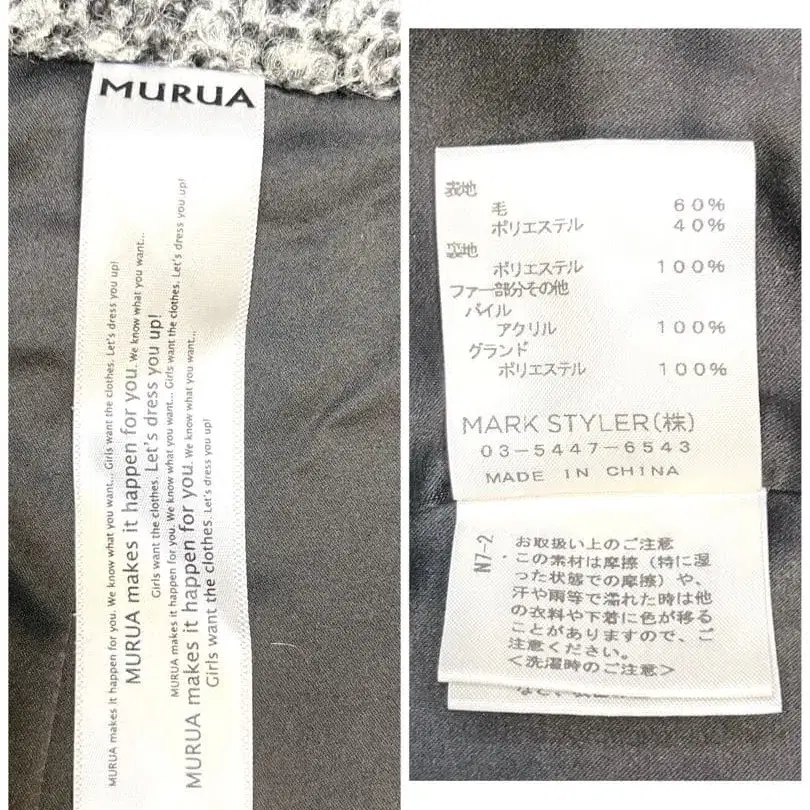 MURUA
MURUA makes it happen for you. We know what you want... Girls want the clothes. Let's dress you up!
MURUA makes it happen for you. We know what you want...
Girls want the clothes. Let's dress you up!
MURUA makes it happen for you. We know what you want... Girls want the clothes. Let's dress you up!
MURUA makes it happen for you. We know what you want...
Girls want the clothes. Let's dress you up!
表地
毛 60%
ポリエステル 40%
裏地
ポリエステル 100%
ファー部分その他
パイル
アクリル 100%
グランド
ポリエステル 100%
MARK STYLER(株)
03-5447-6543
MADE IN CHINA
N7-2
お取扱い上のご注意
・この素材は摩擦(特に湿
った状態での摩擦)や、
汗や雨等で濡れた時は他
の衣料や下着に色が移る
ことがありますので、ご
注意ください。
<洗濯時のご注意>